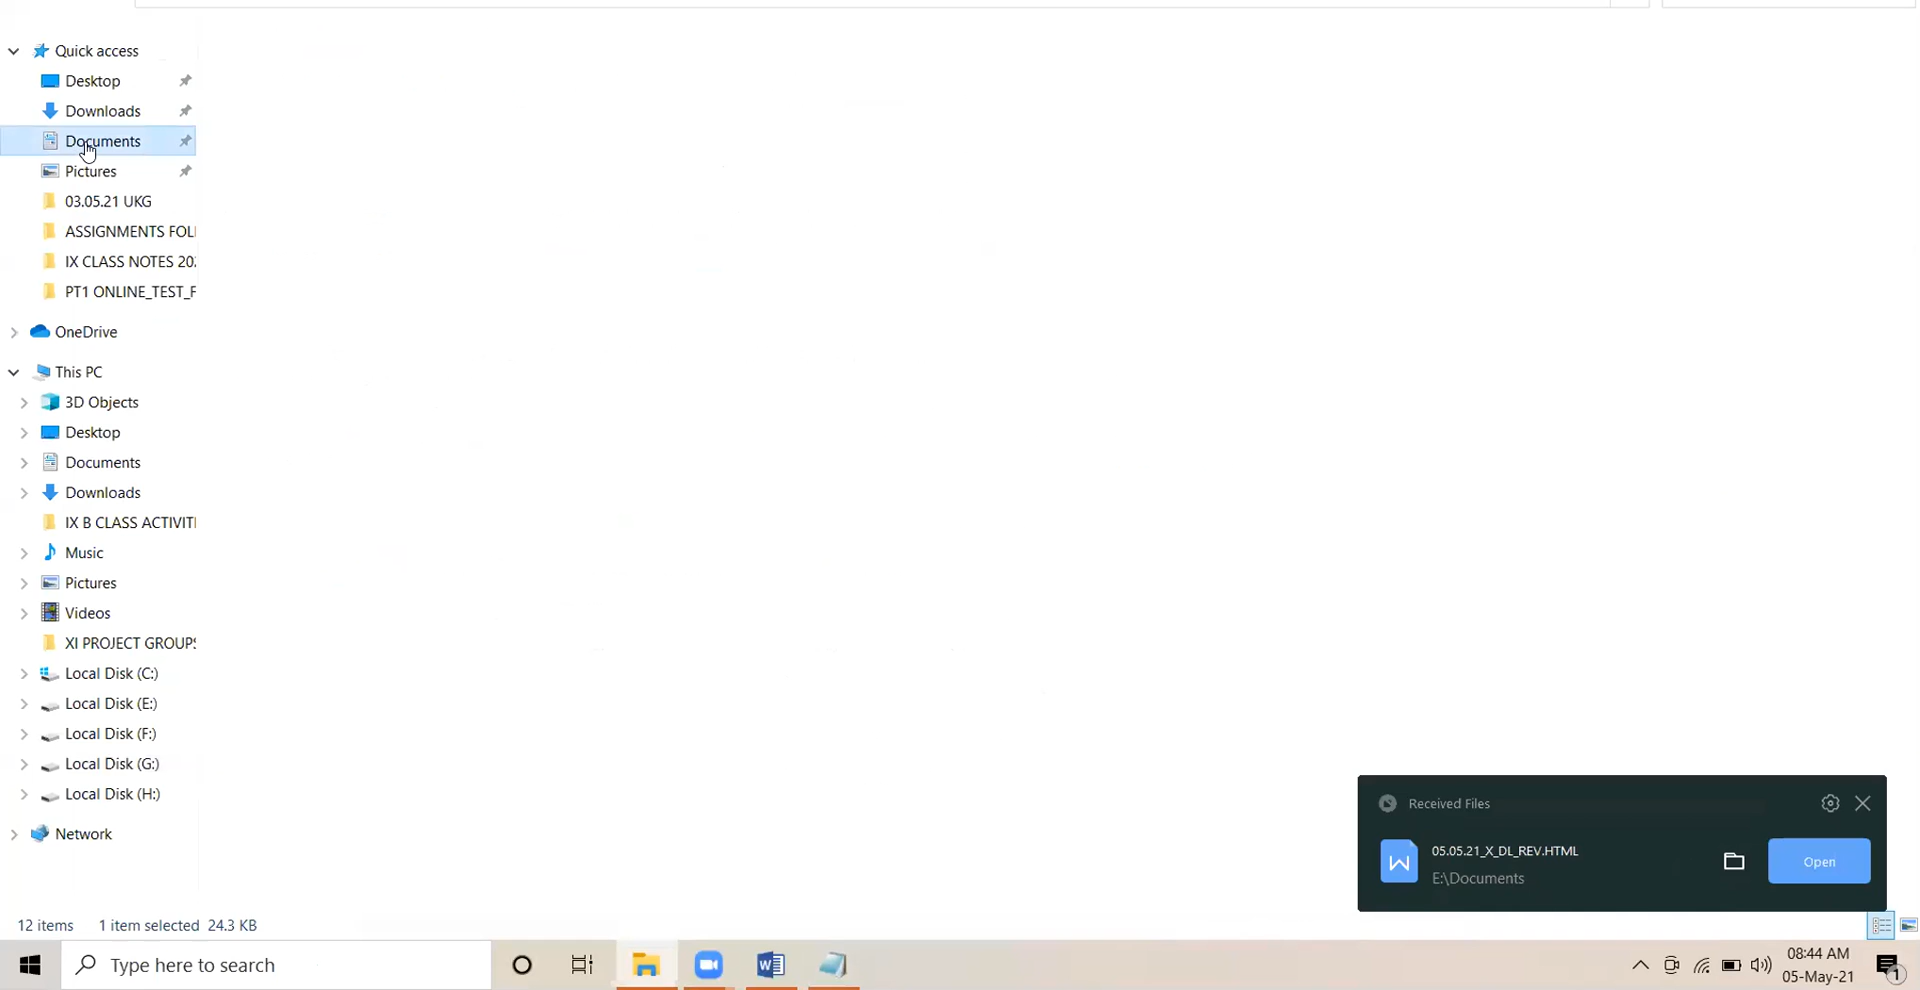 Quick access
Desktop
Downloads
Documents
Pictures
03.05.21 UKG
ASSIGNMENTS FOL
IX CLASS NOTES 202
PT1 ONLINE_TEST_F
OneDrive
This PC
3D Objects
Desktop
Documents
Downloads
IX B CLASS ACTIVITI
Music
Pictures
Videos
XI PROJECT GROUPS
Local Disk (C:)
Local Disk (E:)
Local Disk (F:)
Local Disk (G:)
Local Disk (H:)
Network
Received Files
05.05.21_X_DL_REV.HTML
E:\Documents
Open
12 items 1 item selected 24.3 KB
Type here to search
08:44 AM
05-May-21
1